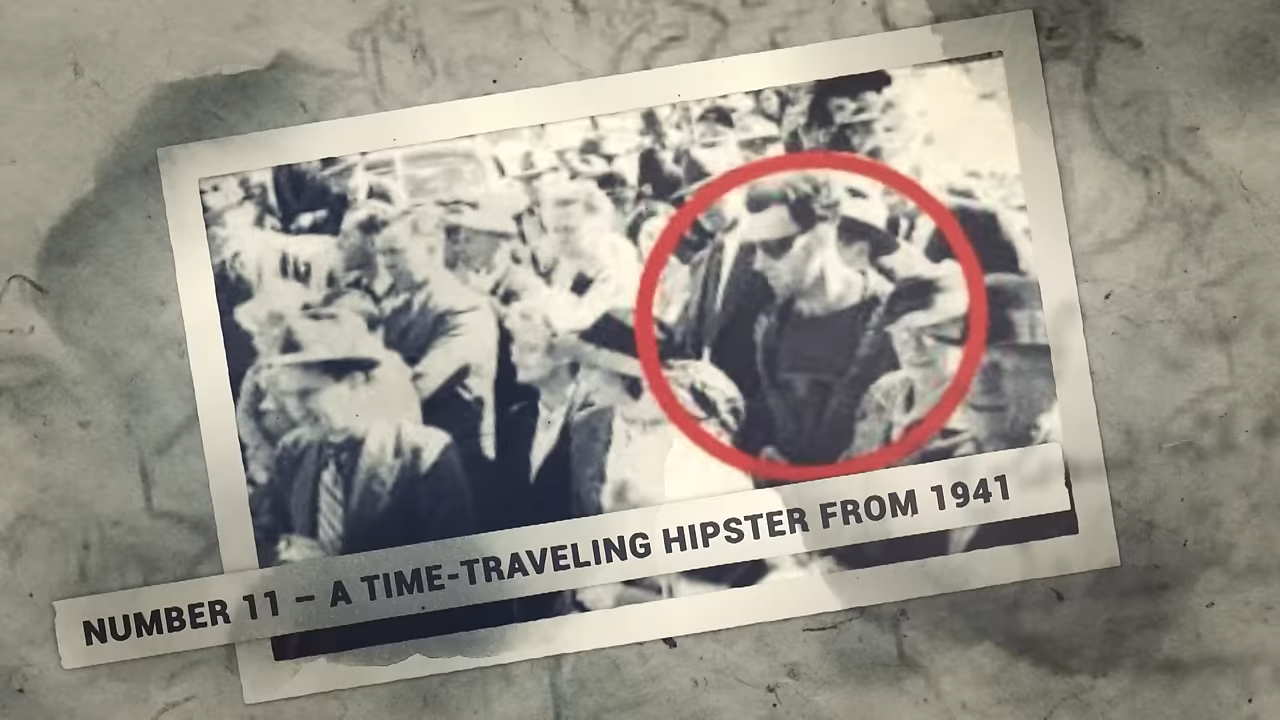 NUMBER 11 – A TIME-TRAVELING HIPSTER FROM 1941